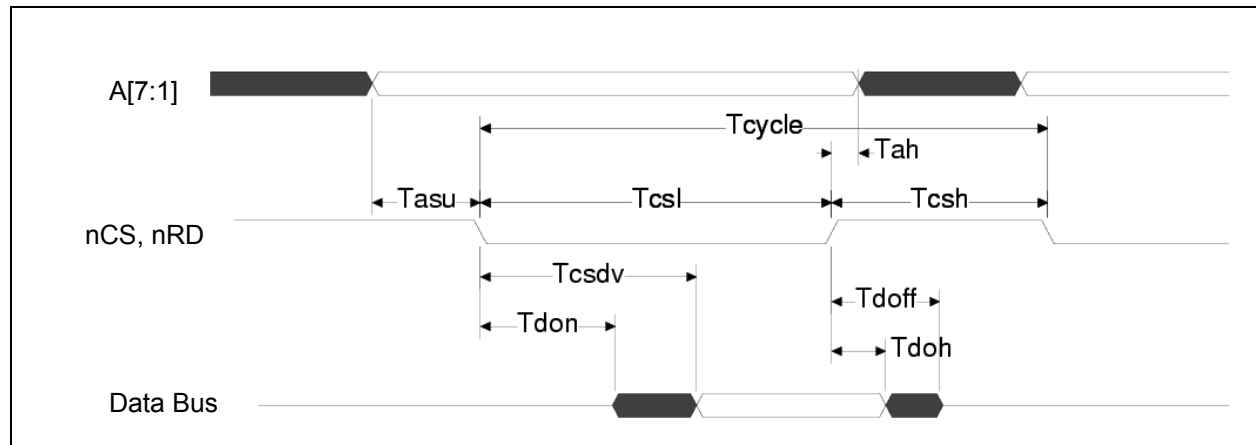 A[7:1]
Tcycle
Tah
Tasu
Tcsl
Tcsh
nCS, nRD
Tcsdv
Tdoff
Tdon
Tdoh
Data Bus